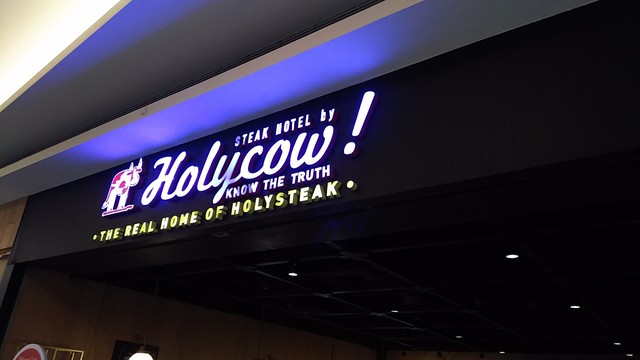 STEAK HOTEL by
Holycow!
KNOW THE TRUTH
• THE REAL HOME OF HOLYSTEAK •